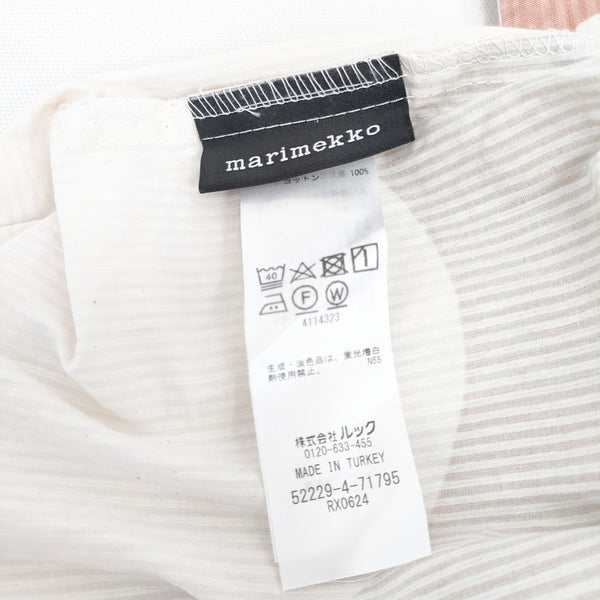 marimekko
コットン 100%
40
1
F W
4114323
生成・淡色品は、蛍光増白
剤使用禁止。 N55
株式会社ルック
0120-633-455
MADE IN TURKEY
52229-4-71795
RX0624